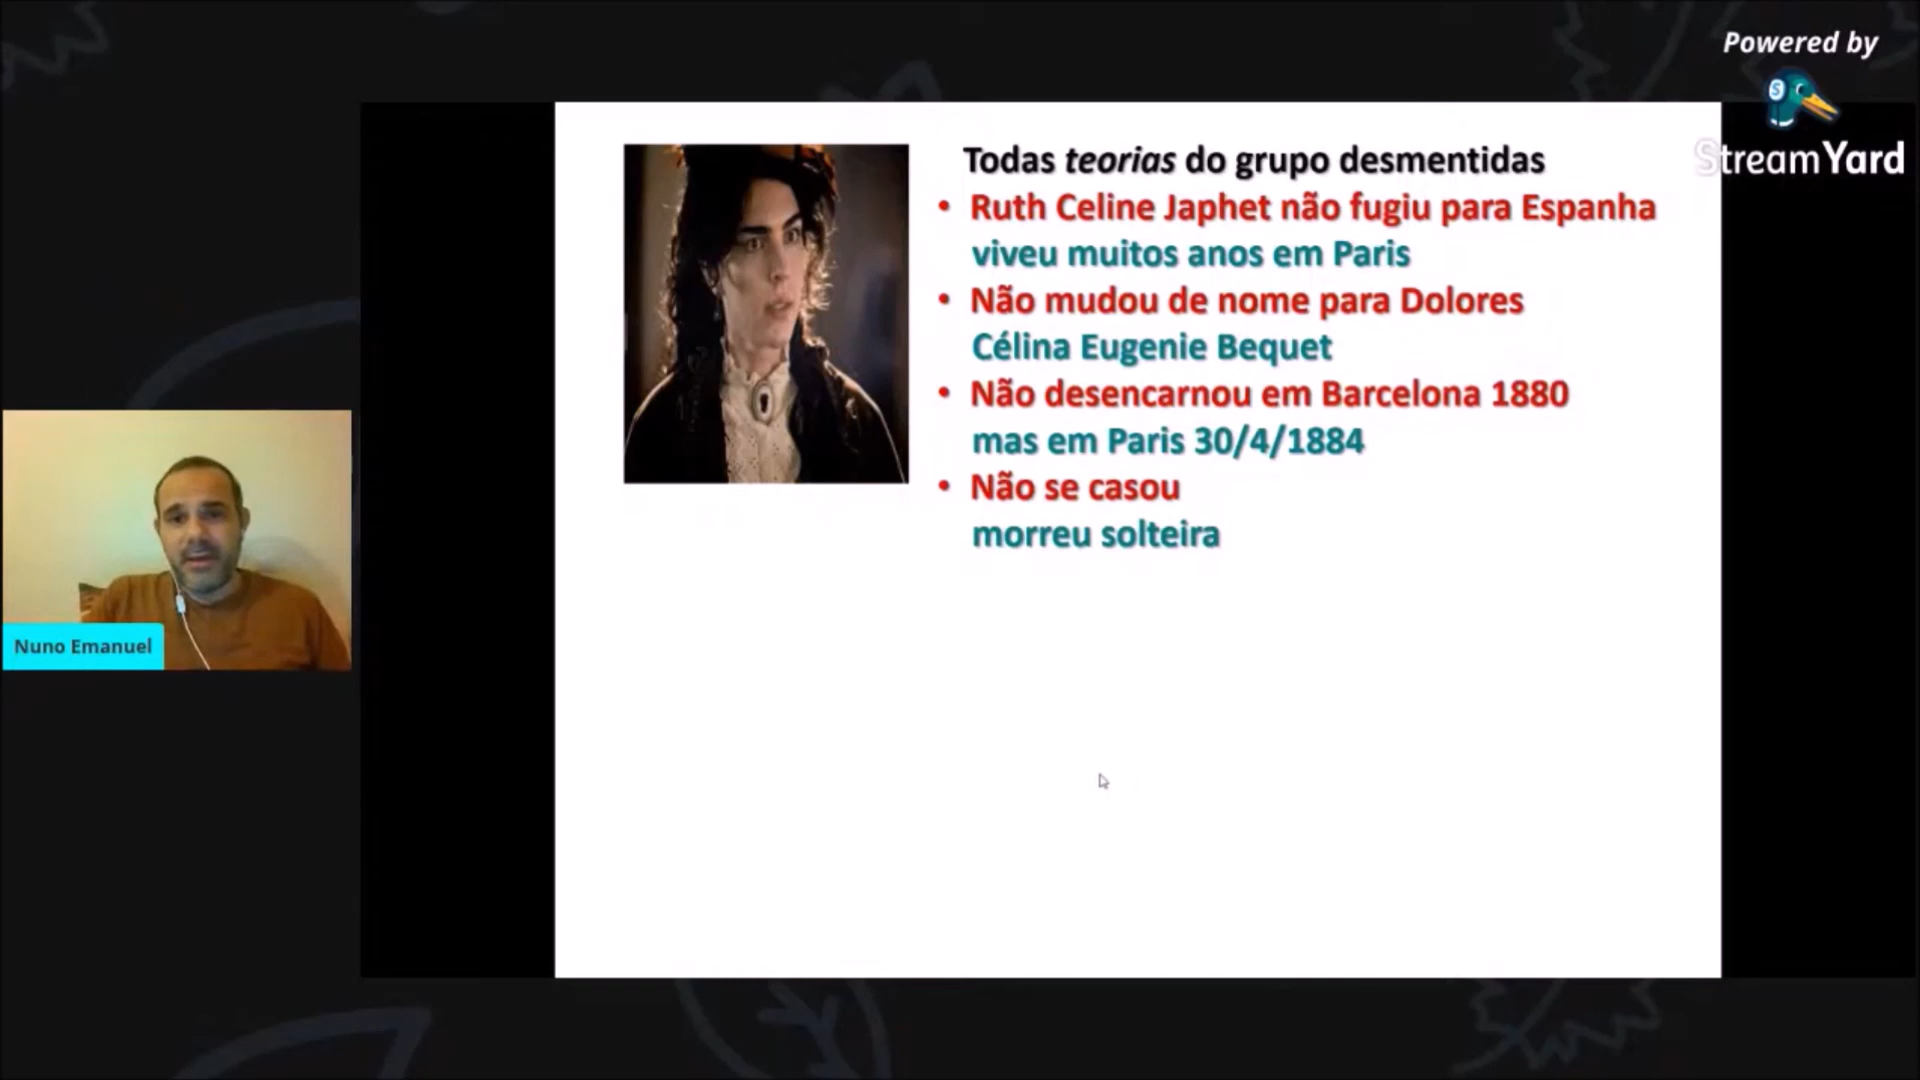 Powered by
StreamYard
Todas teorias do grupo desmentidas
• Ruth Celine Japhet não fugiu para Espanha
viveu muitos anos em Paris
• Não mudou de nome para Dolores
Célina Eugenie Bequet
• Não desencarnou em Barcelona 1880
mas em Paris 30/4/1884
• Não se casou
morreu solteira
Nuno Emanuel